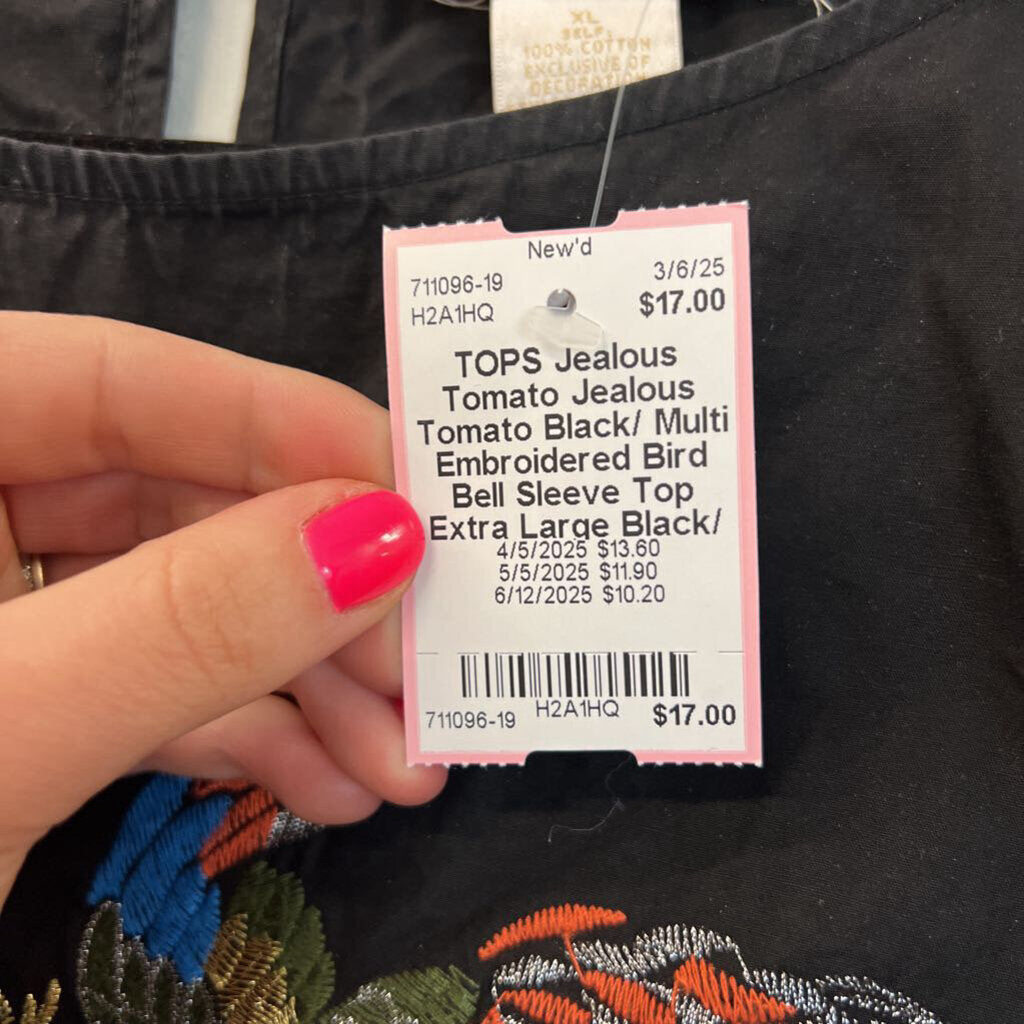 XL
SELF:
100% COTTON
EXCLUSIVE OF
DECORATION
New'd
711096-19 3/6/25
H2A1HQ $17.00
TOPS Jealous
Tomato Jealous
Tomato Black/ Multi
Embroidered Bird
Bell Sleeve Top
Extra Large Black/
4/5/2025 $13.60
5/5/2025 $11.90
6/12/2025 $10.20
711096-19 H2A1HQ $17.00